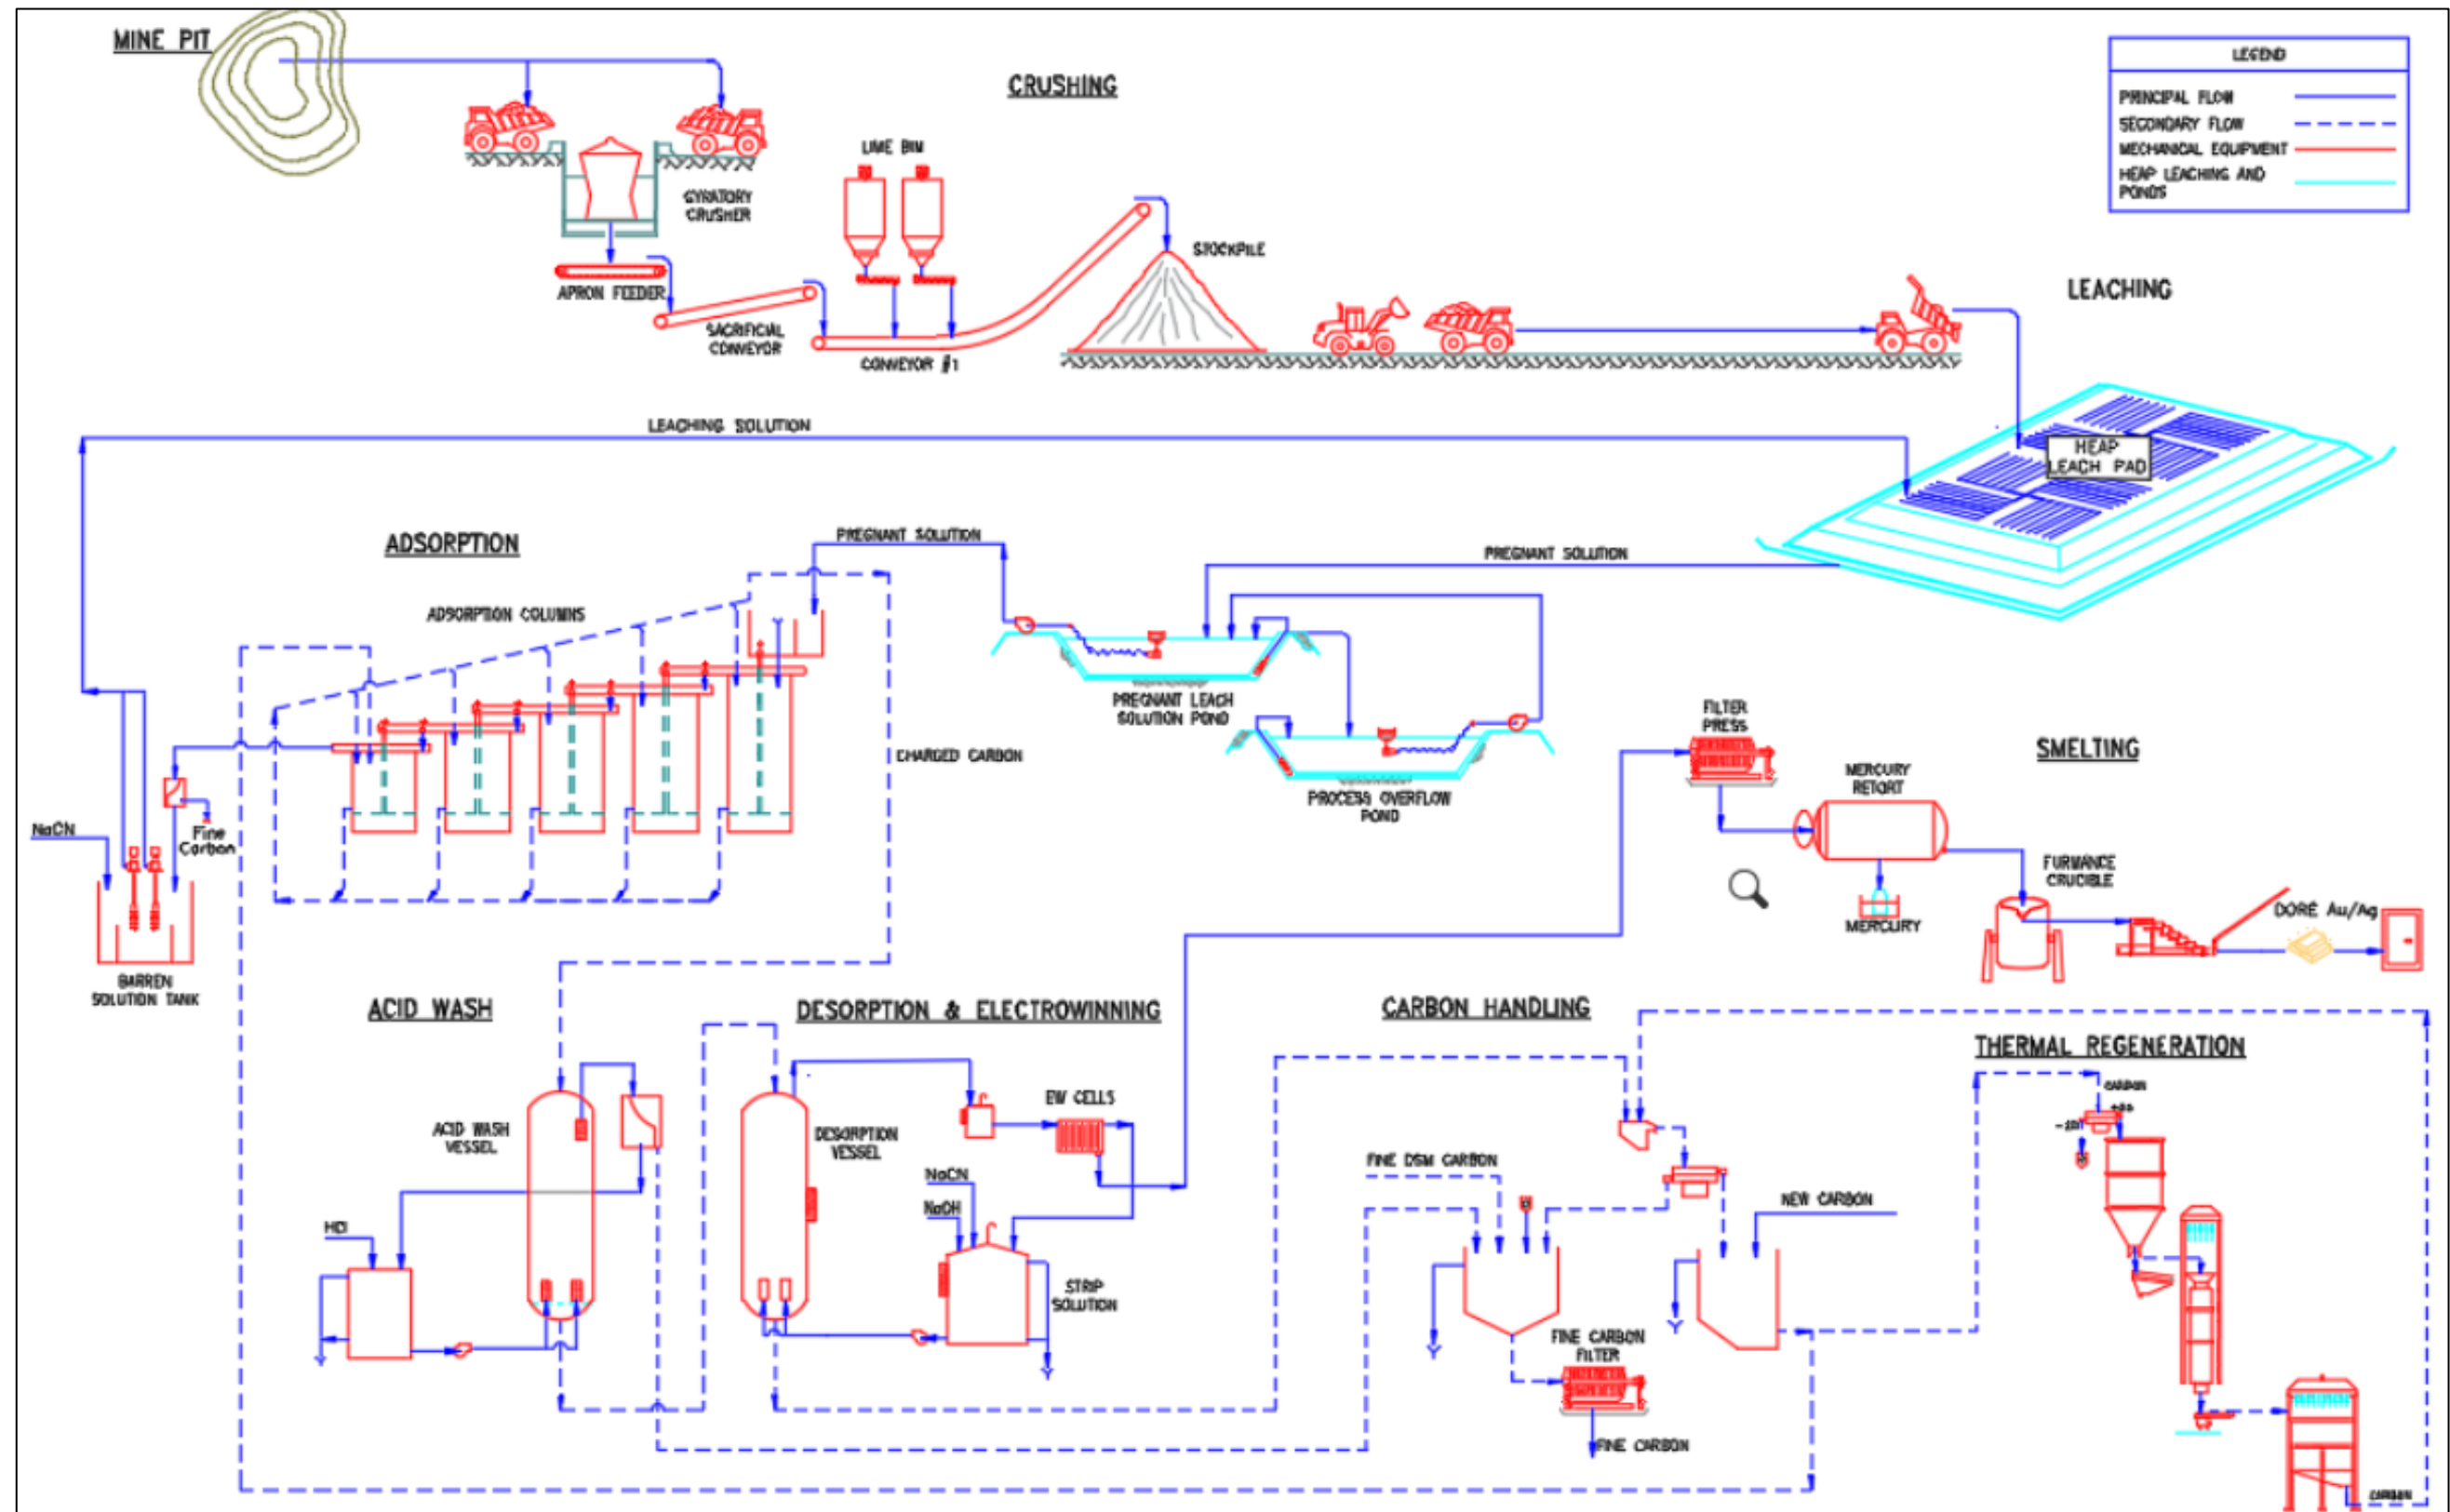 MINE PIT
CRUSHING
LEGEND
PRINCIPAL FLOW
SECONDARY FLOW
MECHANICAL EQUIPMENT
HEAP LEACHING AND
PONDS
LIME BIN
GYRATORY
CRUSHER
APRON FEEDER
SACRIFICIAL
CONVEYOR
CONVEYOR #1
STOCKPILE
LEACHING
HEAP
LEACH PAD
LEACHING SOLUTION
ADSORPTION
PREGNANT SOLUTION
PREGNANT SOLUTION
ADSORPTION COLUMNS
CHARGED CARBON
PREGNANT LEACH
SOLUTION POND
PROCESS OVERFLOW
POND
NaCN
Fine
Carbon
BARREN
SOLUTION TANK
FILTER
PRESS
SMELTING
MERCURY
RETORT
MERCURY
FURNANCE
CRUCIBLE
DORÉ Au/Ag
ACID WASH
ACID WASH
VESSEL
HCl
DESORPTION & ELECTROWINNING
DESORPTION
VESSEL
EW CELLS
NaCN
NaOH
STRIP
SOLUTION
CARBON HANDLING
FINE DSM CARBON
NEW CARBON
FINE CARBON
FILTER
FINE CARBON
THERMAL REGENERATION
CARBON
CARBON